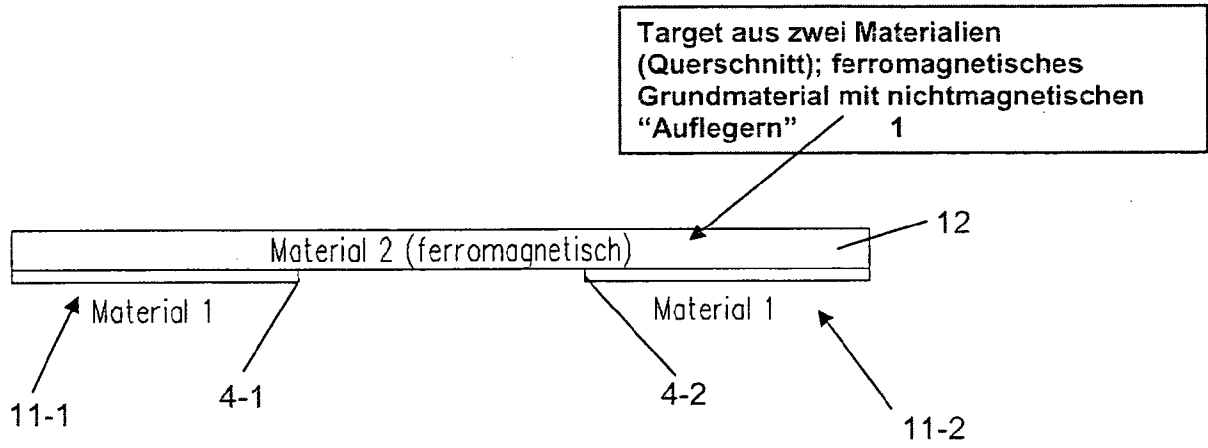 Target aus zwei Materialien
(Querschnitt); ferromagnetisches
Grundmaterial mit nichtmagnetischen
“Auflegern” 1
12
Material 2 (ferromagnetisch)
Material 1
Material 1
11-1
4-1
4-2
11-2